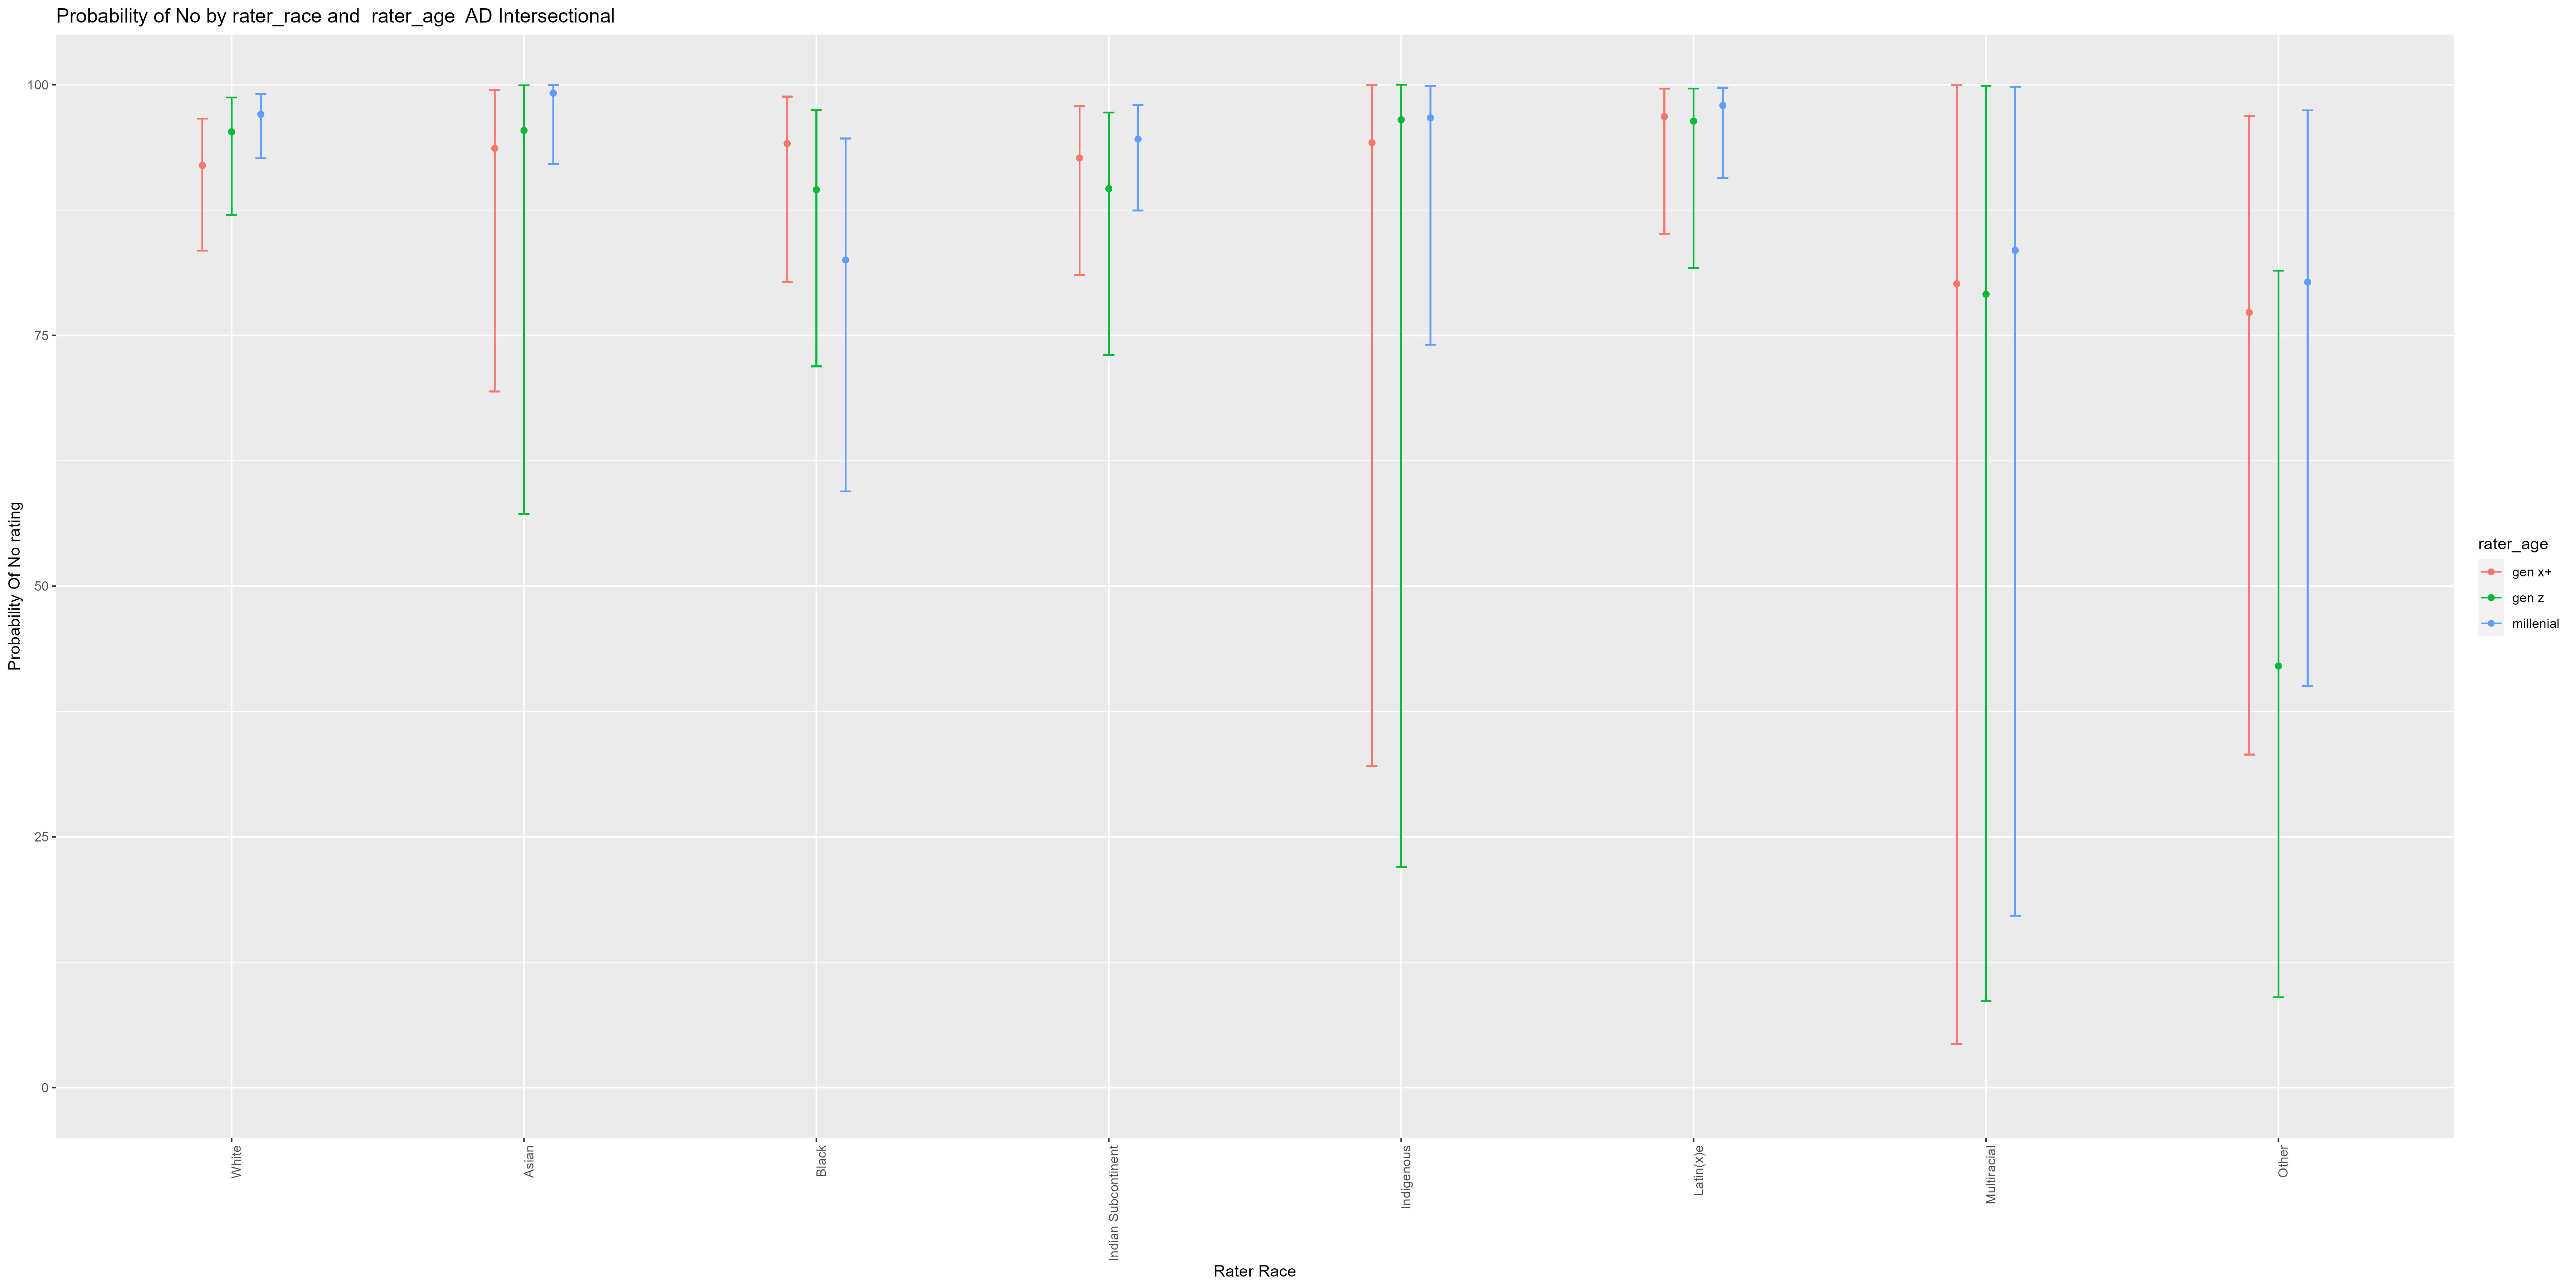 Probability of No by rater_race and  rater_age  AD Intersectional
Probability Of No rating
100
75
50
25
0
White
Asian
Black
Indian Subcontinent
Indigenous
Latin(x)e
Multiracial
Other
Rater Race
rater_age
gen x+
gen z
millenial